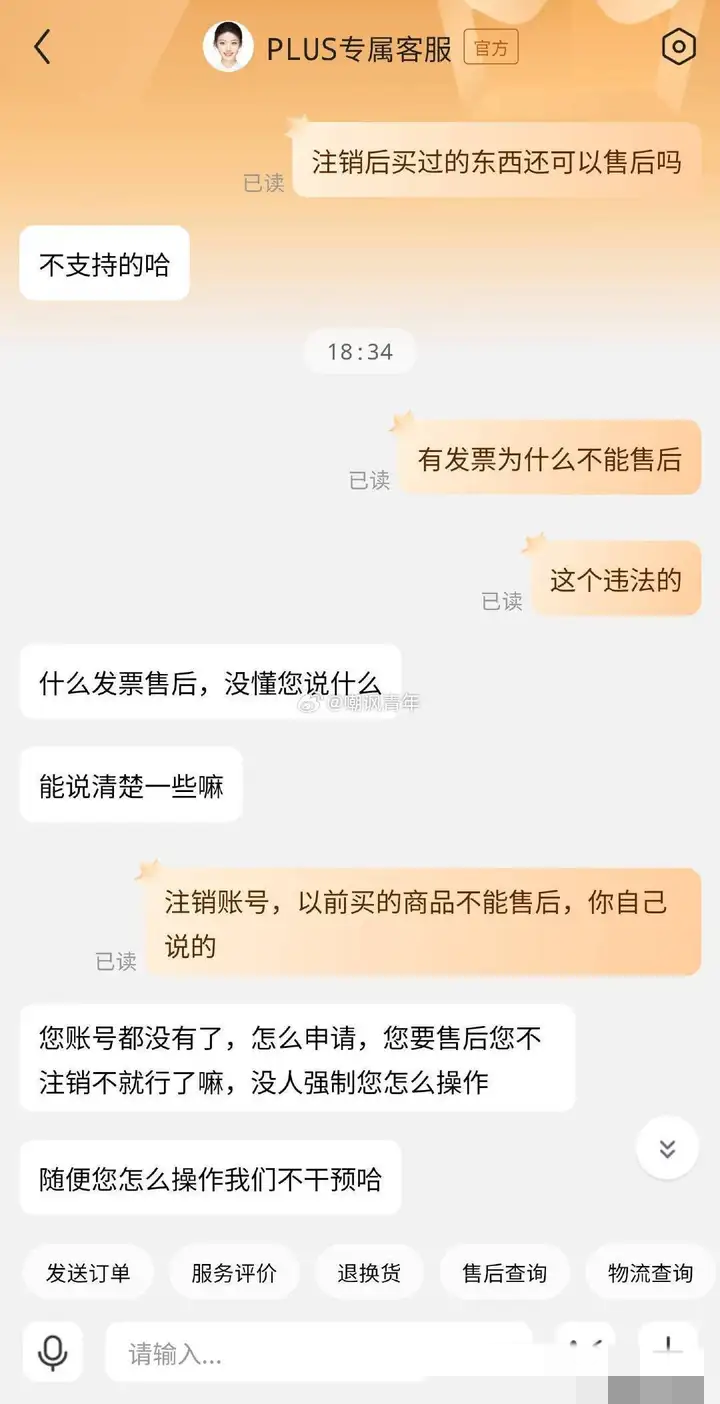 PLUS专属客服 官方
注销后买过的东西还可以售后吗
已读
不支持的哈
18:34
有发票为什么不能售后
已读
这个违法的
已读
什么发票售后，没懂您说什么
@嘲讽青年
能说清楚一些嘛
注销账号，以前买的商品不能售后，你自己
说的
已读
您账号都没有了，怎么申请，您要售后您不
注销不就行了嘛，没人强制您怎么操作
随便您怎么操作我们不干预哈
发送订单 服务评价 退换货 售后查询 物流查询
请输入...